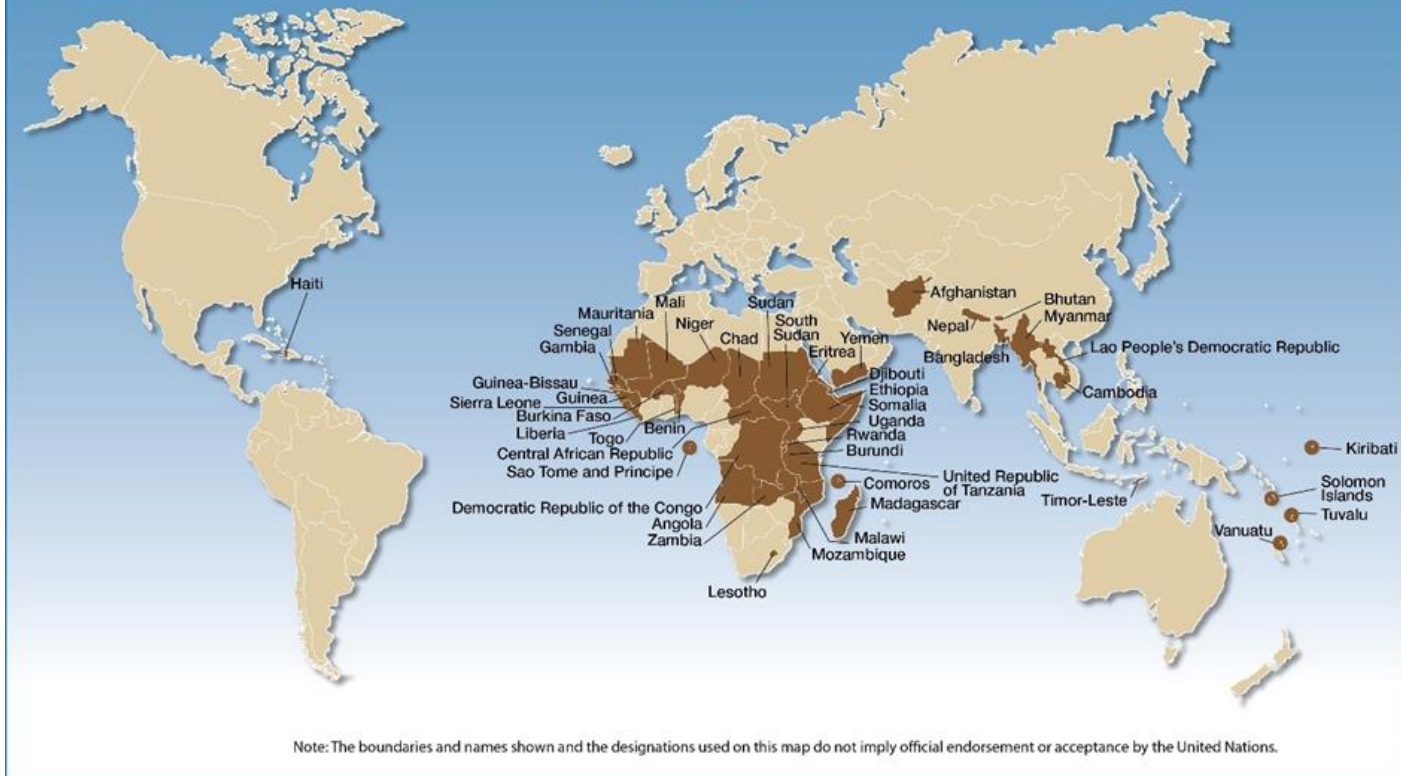 Haiti
Mauritania
Mali
Niger
Chad
Sudan
South
Sudan
Eritrea
Yemen
Senegal
Gambia
Guinea-Bissau
Guinea
Sierra Leone
Burkina Faso
Liberia
Togo
Benin
Central African Republic
Sao Tome and Principe
Democratic Republic of the Congo
Angola
Zambia
Lesotho
Djibouti
Ethiopia
Somalia
Uganda
Rwanda
Burundi
United Republic
of Tanzania
Comoros
Madagascar
Malawi
Mozambique
Afghanistan
Nepal
Bhutan
Myanmar
Bangladesh
Lao People's Democratic Republic
Cambodia
Timor-Leste
Kiribati
Solomon
Islands
Tuvalu
Vanuatu
Note: The boundaries and names shown and the designations used on this map do not imply official endorsement or acceptance by the United Nations.